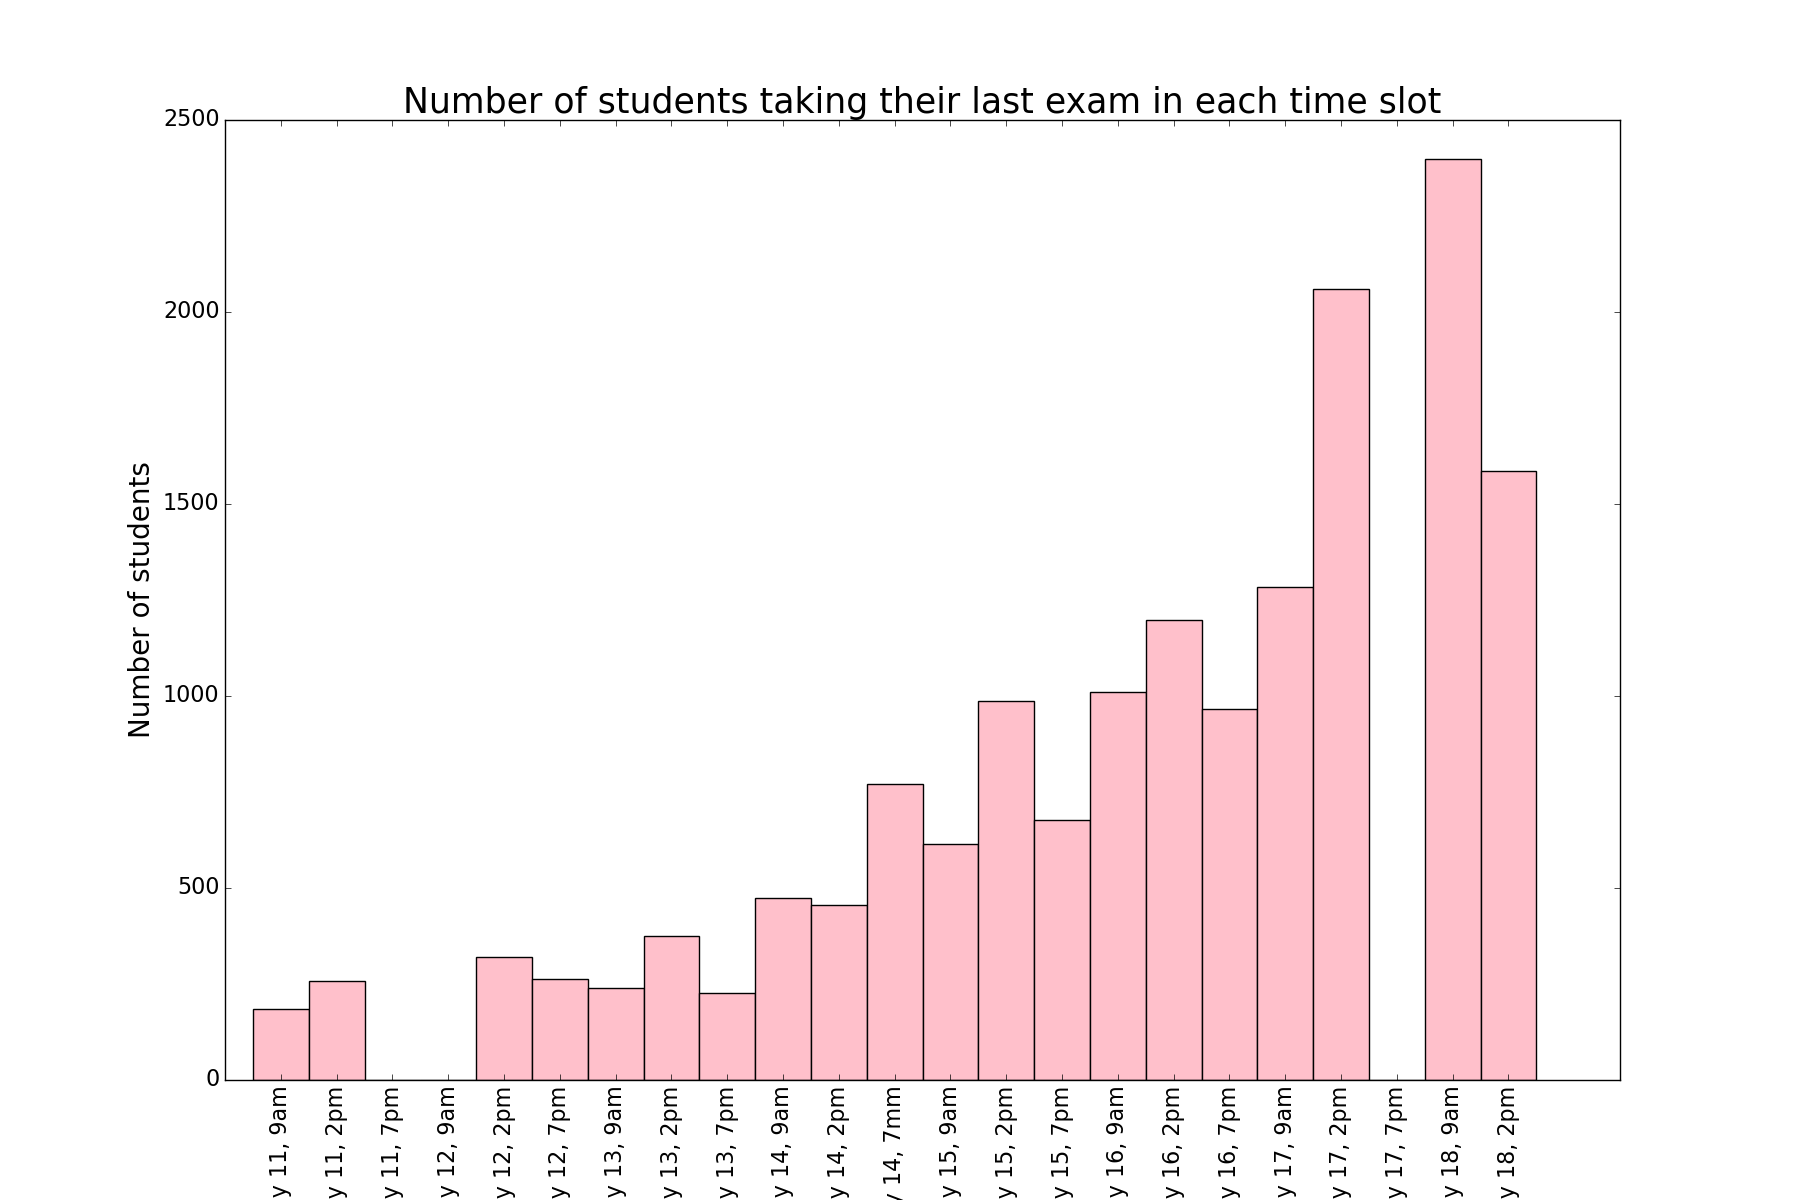 Number of students taking their last exam in each time slot
Number of students
2500
2000
1500
1000
500
0
y 11, 9am
y 11, 2pm
y 11, 7pm
y 12, 9am
y 12, 2pm
y 12, 7pm
y 13, 9am
y 13, 2pm
y 13, 7pm
y 14, 9am
y 14, 2pm
y 14, 7mm
y 15, 9am
y 15, 2pm
y 15, 7pm
y 16, 9am
y 16, 2pm
y 16, 7pm
y 17, 9am
y 17, 2pm
y 17, 7pm
y 18, 9am
y 18, 2pm